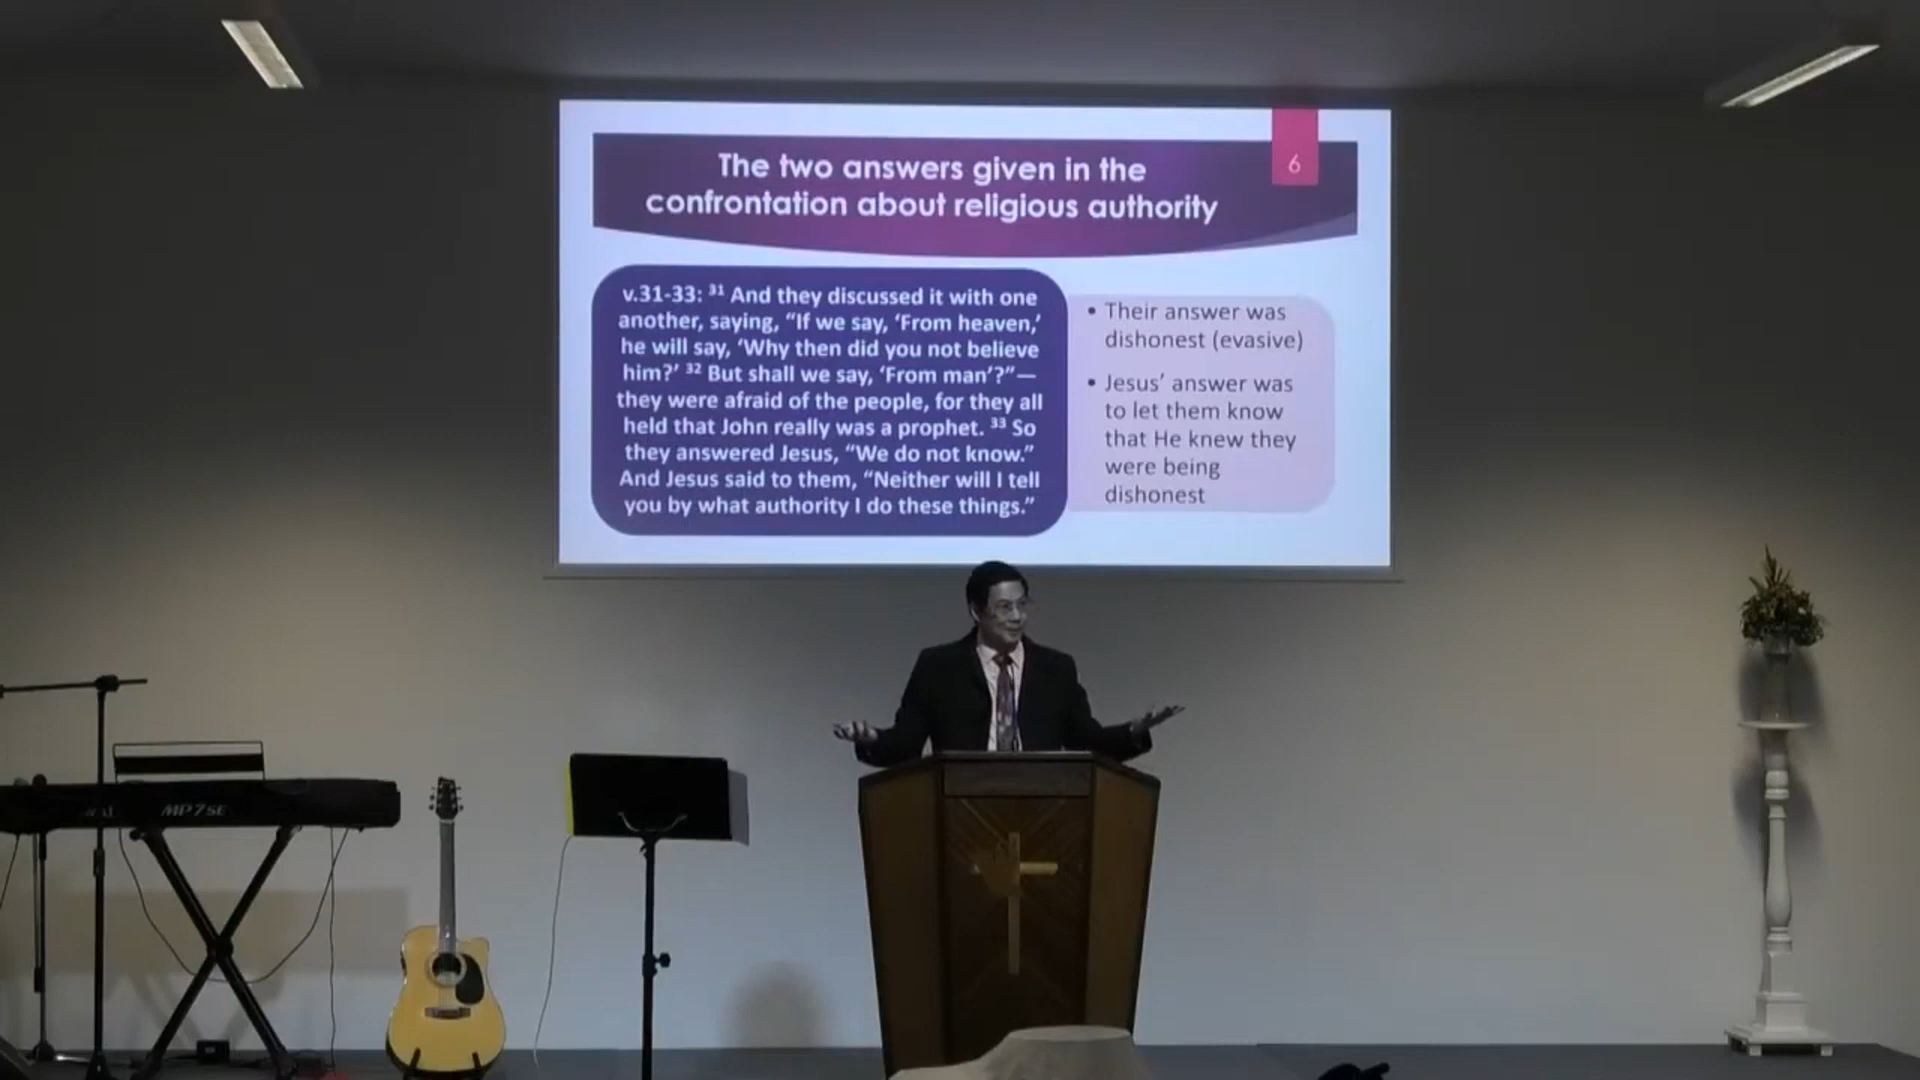 The two answers given in the
confrontation about religious authority
6
v.31-33: ³¹ And they discussed it with one
another, saying, “If we say, ‘From heaven,’
he will say, ‘Why then did you not believe
him?’ ³² But shall we say, ‘From man’?”—
they were afraid of the people, for they all
held that John really was a prophet. ³³ So
they answered Jesus, “We do not know.”
And Jesus said to them, “Neither will I tell
you by what authority I do these things.”
• Their answer was
dishonest (evasive)
• Jesus’ answer was
to let them know
that He knew they
were being
dishonest
MP7SE